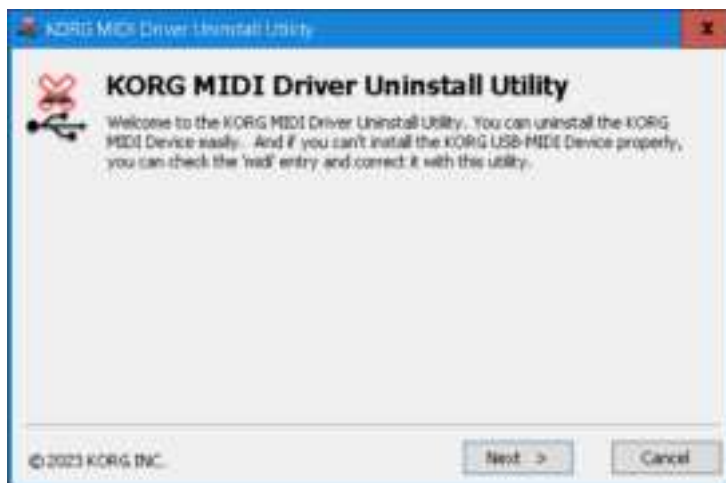 KORG MIDI Driver Uninstall Utility
KORG MIDI Driver Uninstall Utility
Welcome to the KORG MIDI Driver Uninstall Utility. You can uninstall the KORG
MIDI Device easily. And if you can't install the KORG USB-MIDI Device properly,
you can check the 'midi' entry and correct it with this utility.
© 2023 KORG INC.
Next >
Cancel